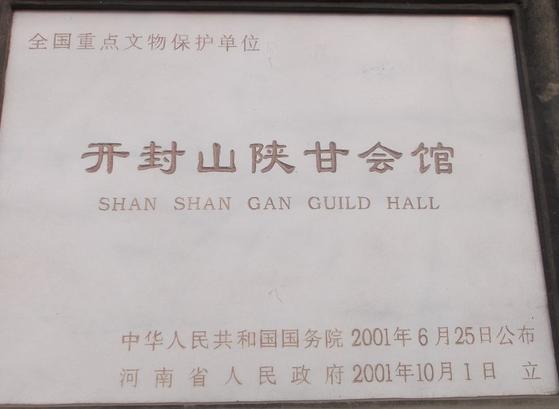 全国重点文物保护单位
开封山陕甘会馆
SHAN SHAN GAN GUILD HALL
中华人民共和国国务院 2001年6月25日公布
河南省人民政府 2001年10月1日 立